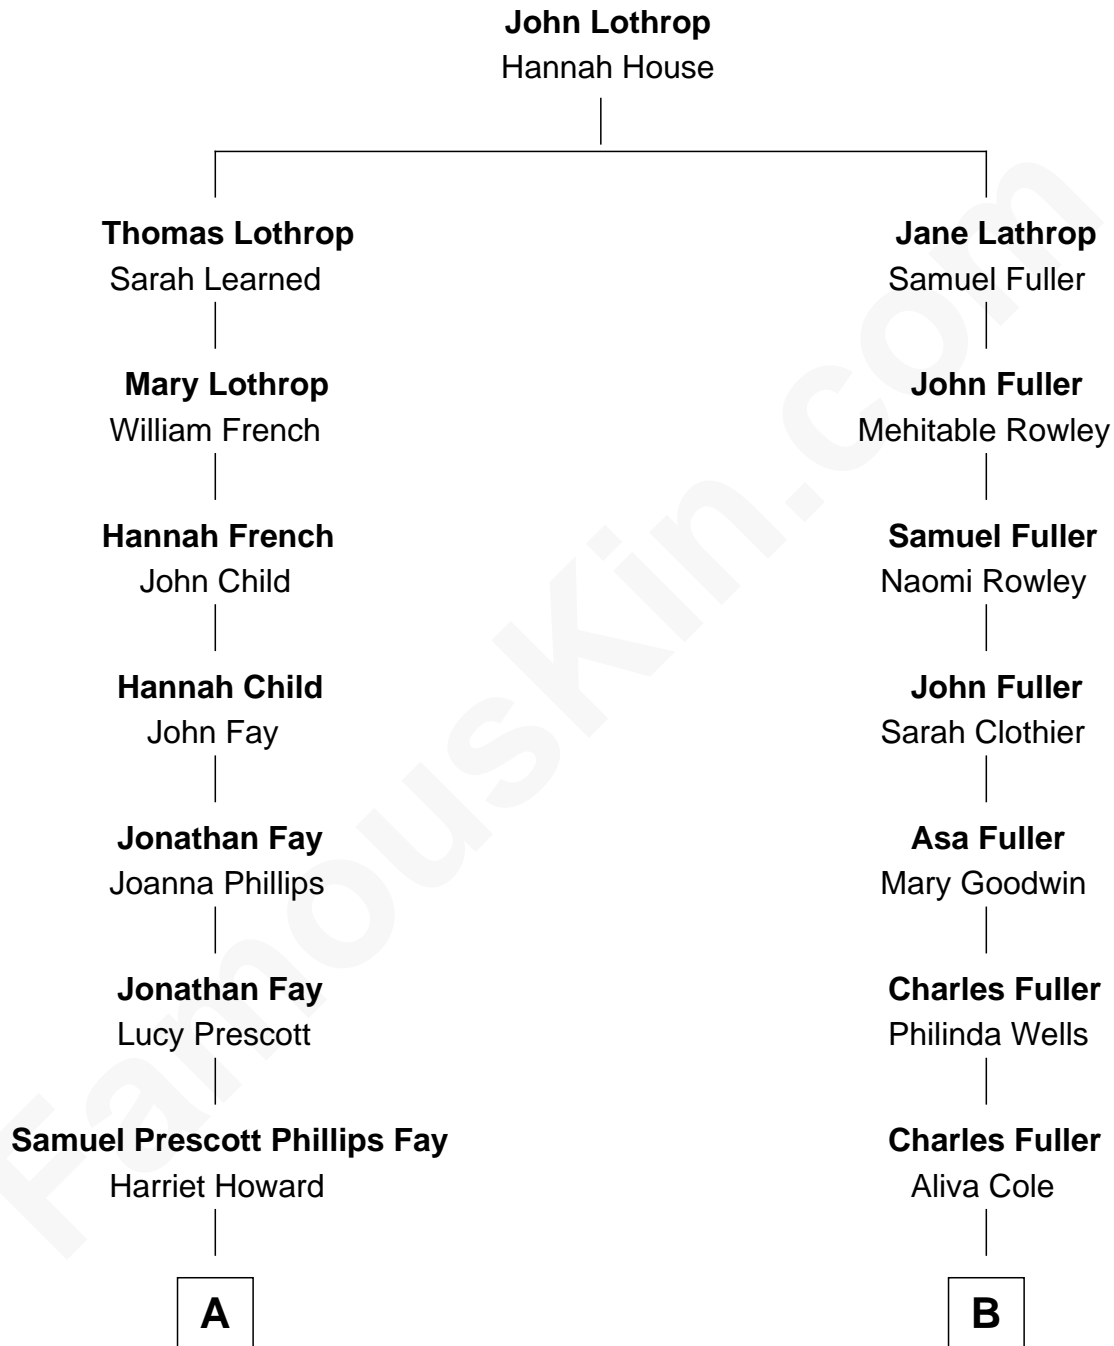 John Lothrop
Hannah House
Thomas Lothrop
Sarah Learned
Jane Lathrop
Samuel Fuller
Mary Lothrop
William French
John Fuller
Mehitable Rowley
Hannah French
John Child
Samuel Fuller
Naomi Rowley
Hannah Child
John Fay
John Fuller
Sarah Clothier
Jonathan Fay
Joanna Phillips
Asa Fuller
Mary Goodwin
Jonathan Fay
Lucy Prescott
Charles Fuller
Philinda Wells
Samuel Prescott Phillips Fay
Harriet Howard
Charles Fuller
Aliva Cole
A
B
FamousKin.com